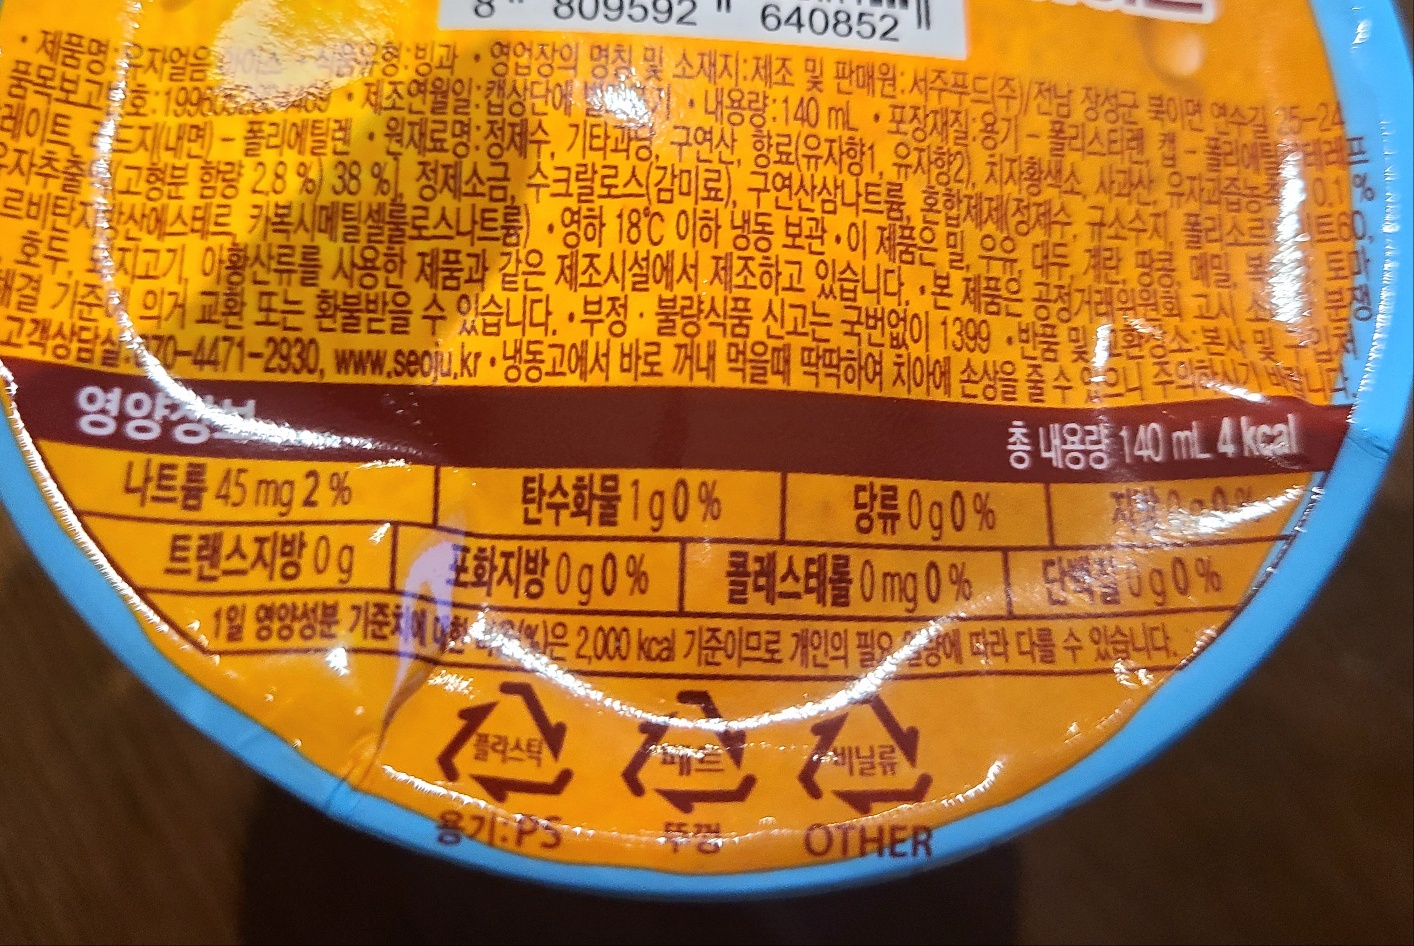 8 809592 640852
• 제품명:유자얼음 • 식품유형:빙과 • 영업장의 명칭 및 소재지:제조 및 판매원:서주푸드(주)/전남 장성군 북이면 연수길
품목보고 • 제조연월일:캡상단에 • 내용량:140 mL • 포장재질:용기 - 폴리스티렌, 캡 -
레이트, 리드지(내면) - 폴리에틸렌 • 원재료명:정제수, 기타과당, 구연산, 향료(유자향1, 유자향2), 치자황색소, 사과산, 유자과즙농축 0.1 %
유자추출 (고형분 함량 2.8 %) 38 %], 정제소금, 수크랄로스(감미료), 구연산삼나트륨, 혼합제제(정제수, 규소수지, 폴리소르 트60,
르비탄지방산에스테르, 카복시메틸셀룰로스나트륨) • 영하 18℃ 이하 냉동 보관 • 이 제품은 밀, 우유, 대두, 계란, 땅콩, 메밀, 토마토,
호두, 돼지고기, 아황산류를 사용한 제품과 같은 제조시설에서 제조하고 있습니다. • 본 제품은 공정거래위원회 고시 분쟁
해결 기준에 의거 교환 또는 환불받을 수 있습니다. • 부정 · 불량식품 신고는 국번없이 1399 • 반품 및 교환장소:본사 및 구입처
고객상담실:070-4471-2930, www.seoju.kr • 냉동고에서 바로 꺼내 먹을때 딱딱하여 치아에 손상을 줄 수 있으니 주의하시기 바랍니다.
영양정보 총 내용량 140 mL 4 kcal
나트륨 45 mg 2 % 탄수화물 1 g 0 % 당류 0 g 0 % 지방 0 g 0 %
트랜스지방 0 g 포화지방 0 g 0 % 콜레스테롤 0 mg 0 % 단백질 0 g 0 %
1일 영양성분 기준치에 대한 비율(%)은 2,000 kcal 기준이므로 개인의 필요 열량에 따라 다를 수 있습니다.
플라스틱 페트 비닐류
용기:PS 뚜껑 OTHER